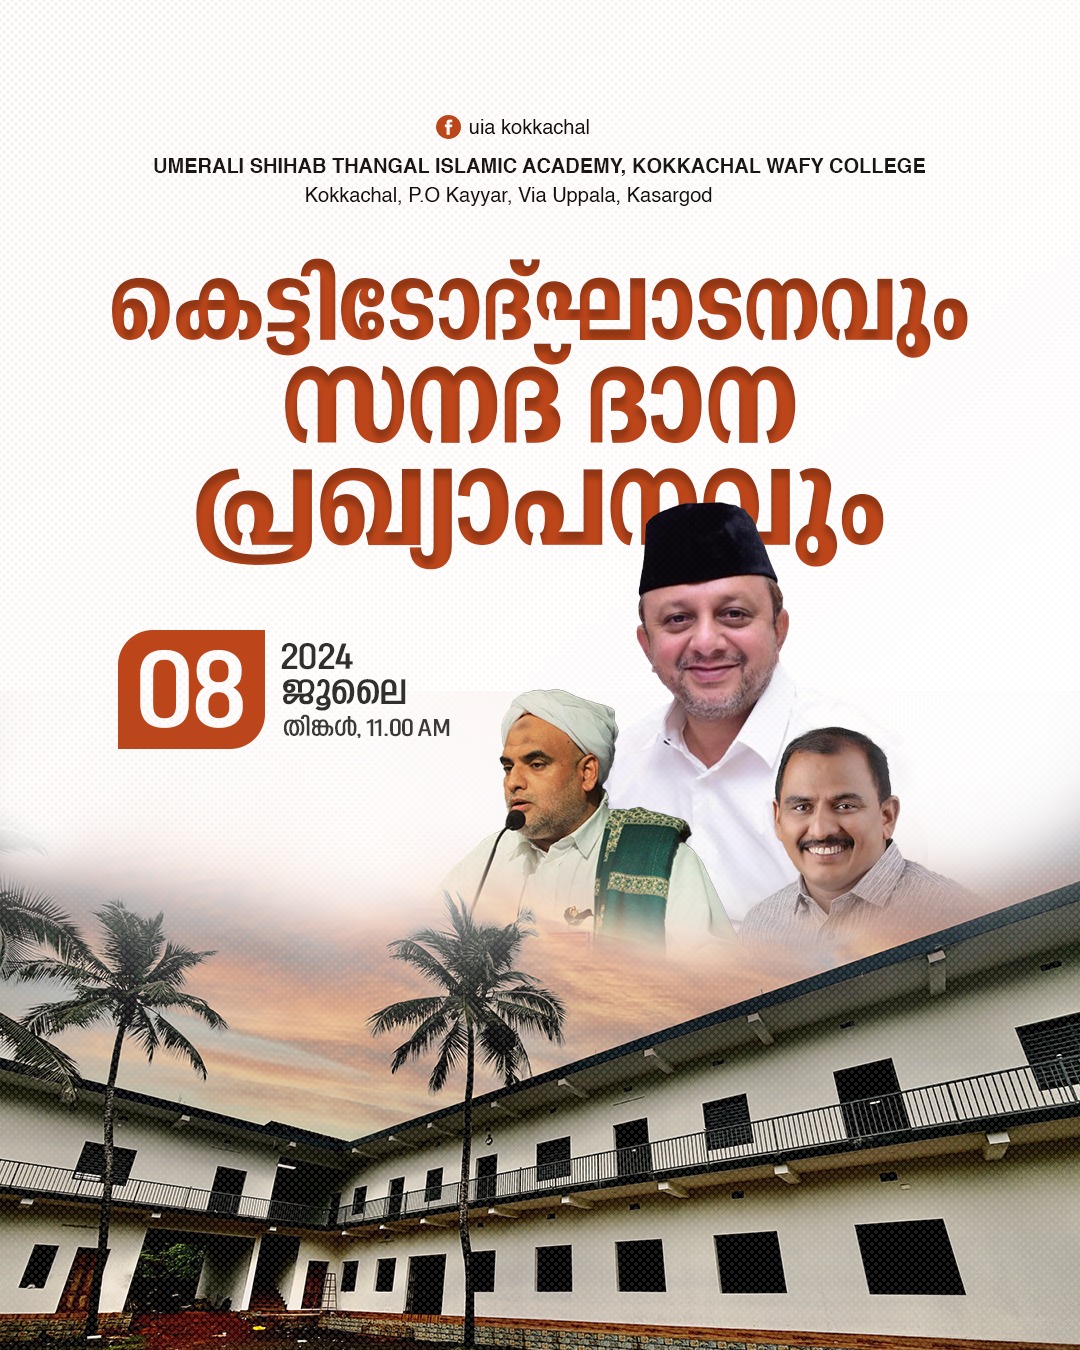 uia kokkachal
UMERALI SHIHAB THANGAL ISLAMIC ACADEMY, KOKKACHAL WAFY COLLEGE
Kokkachal, P.O Kayyar, Via Uppala, Kasargod
കെട്ടിടോദ്ഘാടനവും
സനദ് ദാന
പ്രഖ്യാപനവും
08
2024
ജൂലൈ
തിങ്കൾ, 11.00 AM